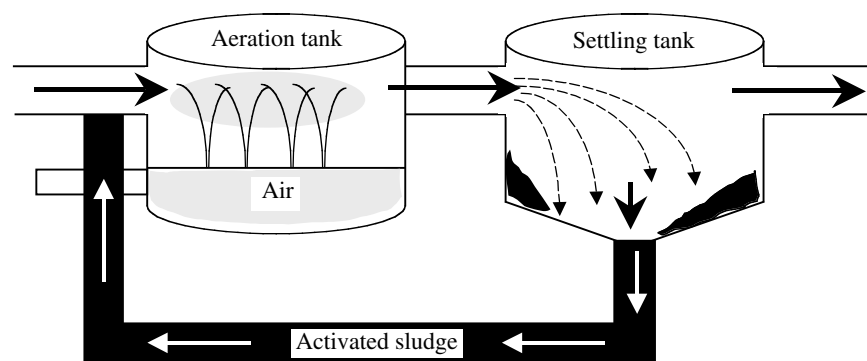 Aeration tank
Settling tank
Air
Activated sludge